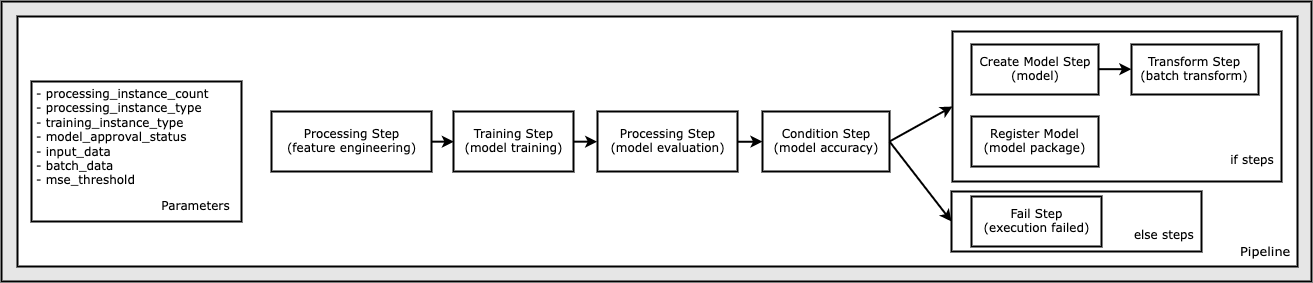 - processing_instance_count
- processing_instance_type
- training_instance_type
- model_approval_status
- input_data
- batch_data
- mse_threshold
Parameters
Processing Step
(feature engineering)
Training Step
(model training)
Processing Step
(model evaluation)
Condition Step
(model accuracy)
Create Model Step
(model)
Transform Step
(batch transform)
Register Model
(model package)
if steps
Fail Step
(execution failed)
else steps
Pipeline